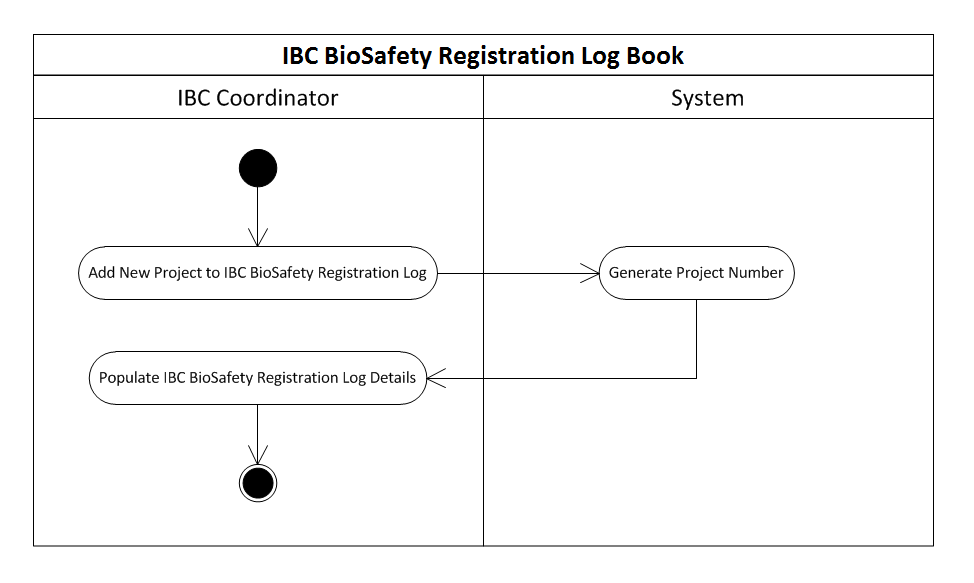 IBC BioSafety Registration Log Book
IBC Coordinator
System
Add New Project to IBC BioSafety Registration Log
Generate Project Number
Populate IBC BioSafety Registration Log Details